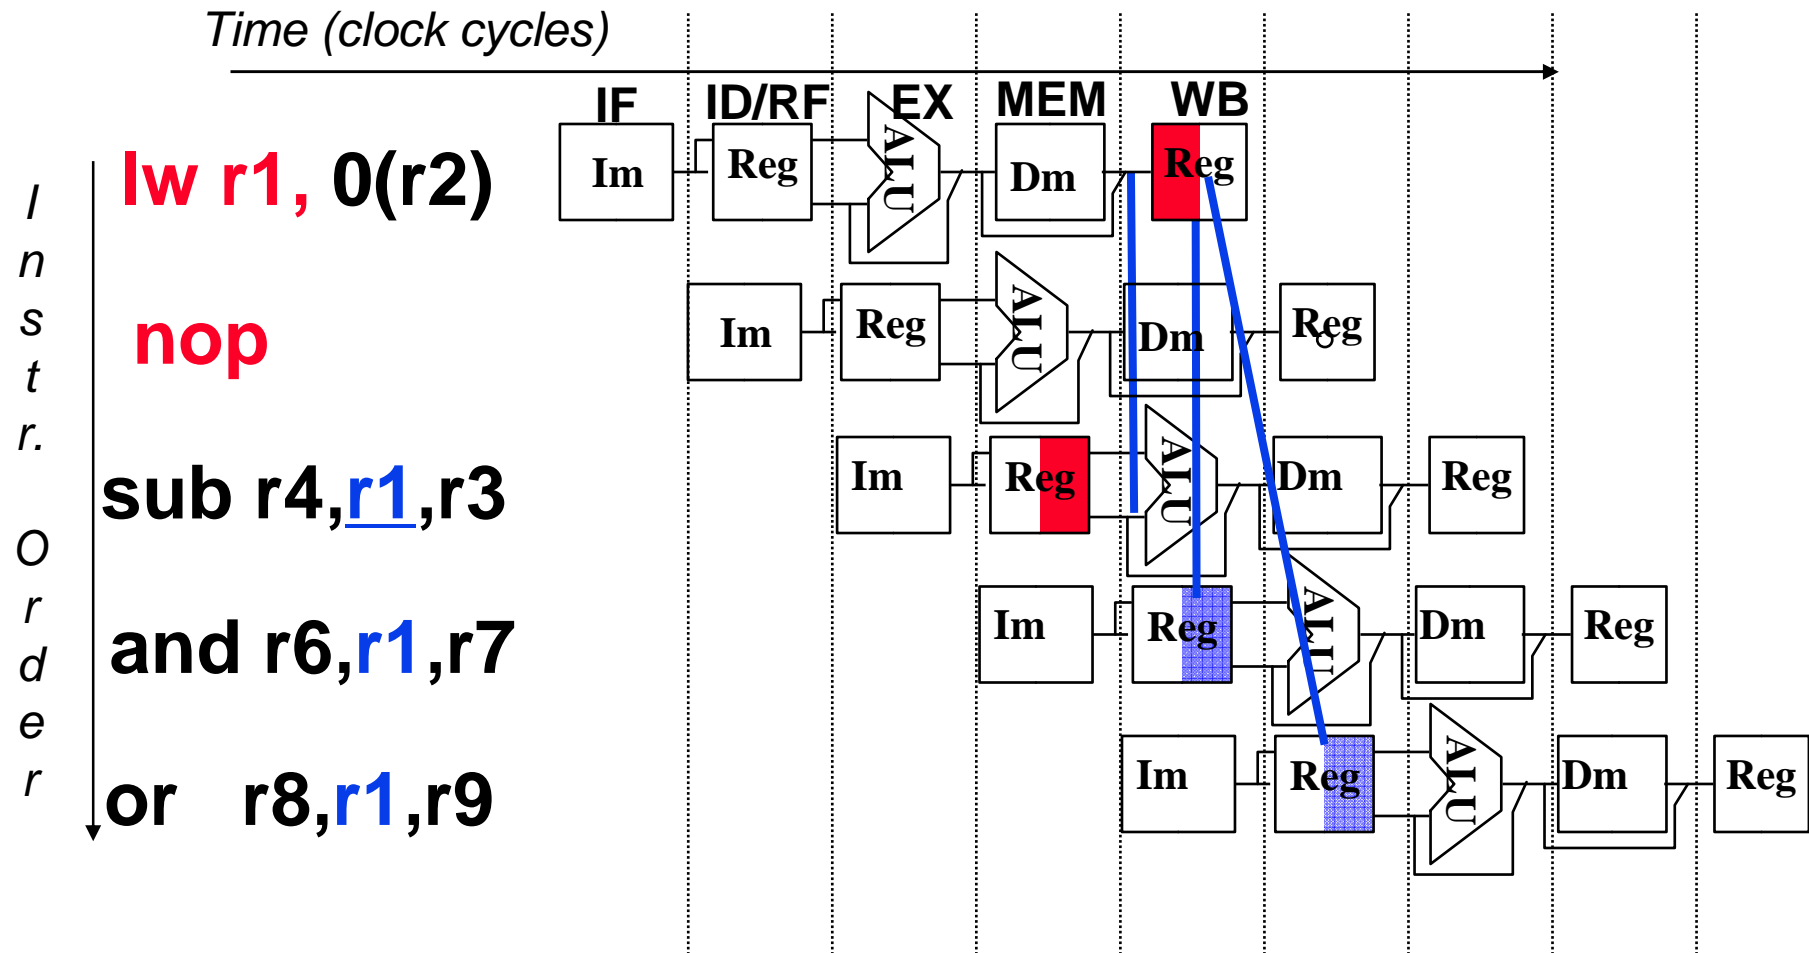 Time (clock cycles)
IF ID/RF EX MEM WB
Instr. Order
lw r1, 0(r2) Im Reg ALU Dm Reg
nop Im Reg ALU Dm Reg
sub r4,r1,r3 Im Reg ALU Dm Reg
and r6,r1,r7 Im Reg ALU Dm Reg
or r8,r1,r9 Im Reg ALU Dm Reg